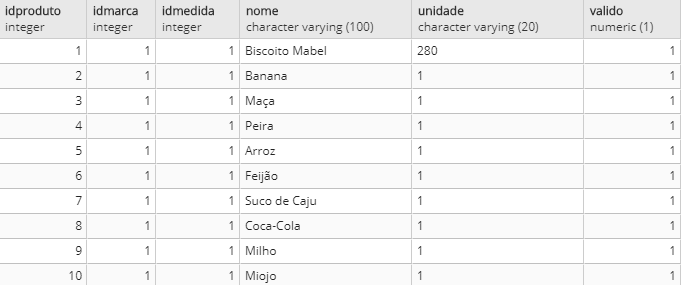 idproduto idmarca idmedida nome unidade valido
integer integer integer character varying (100) character varying (20) numeric (1)
1 1 1 Biscoito Mabel 280 1
2 1 1 Banana 1 1
3 1 1 Maça 1 1
4 1 1 Peira 1 1
5 1 1 Arroz 1 1
6 1 1 Feijão 1 1
7 1 1 Suco de Caju 1 1
8 1 1 Coca-Cola 1 1
9 1 1 Milho 1 1
10 1 1 Miojo 1 1